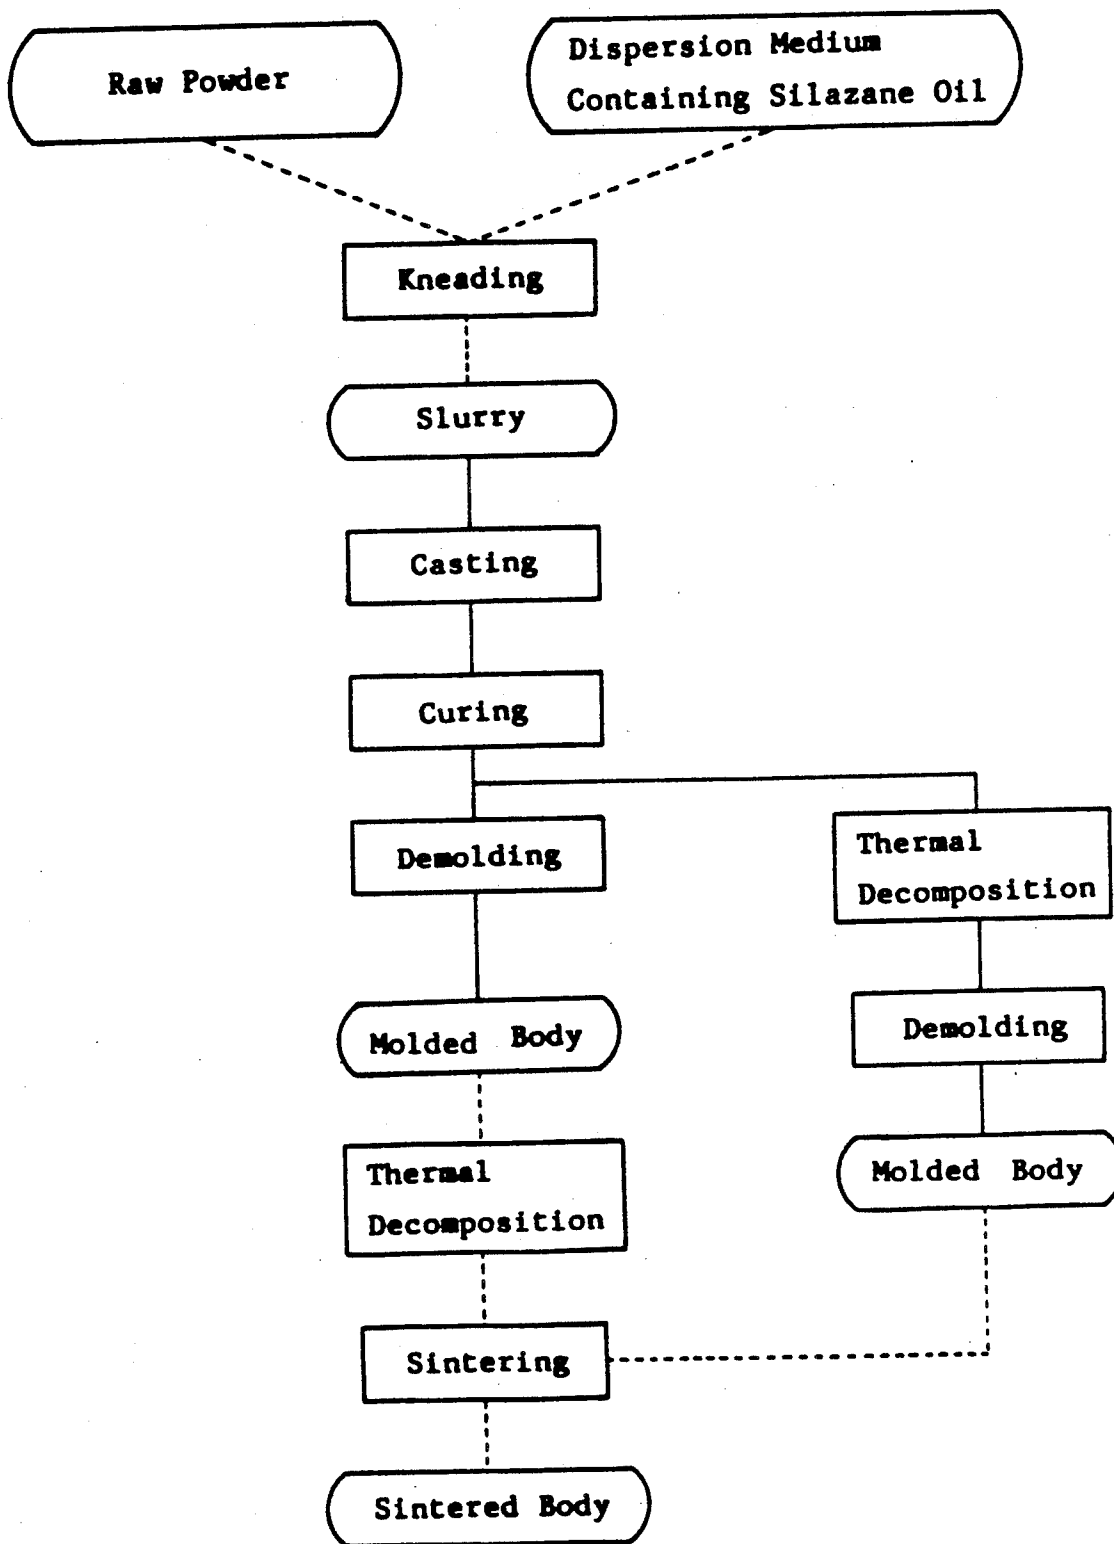 Raw Powder
Dispersion Medium
Containing Silazane Oil
Kneading
Slurry
Casting
Curing
Demolding
Thermal
Decomposition
Demolding
Molded Body
Molded Body
Thermal
Decomposition
Sintering
Sintered Body